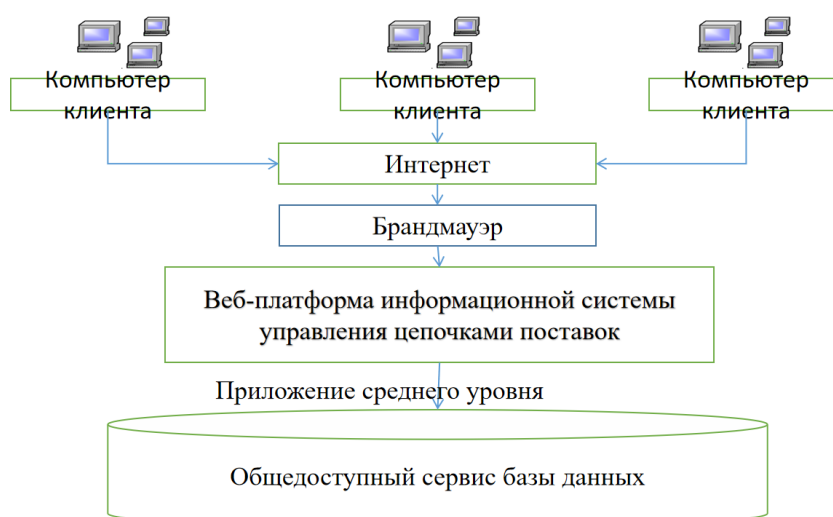 Компьютер
клиента
Компьютер
клиента
Компьютер
клиента
Интернет
Брандмауэр
Веб-платформа информационной системы
управления цепочками поставок
Приложение среднего уровня
Общедоступный сервис базы данных